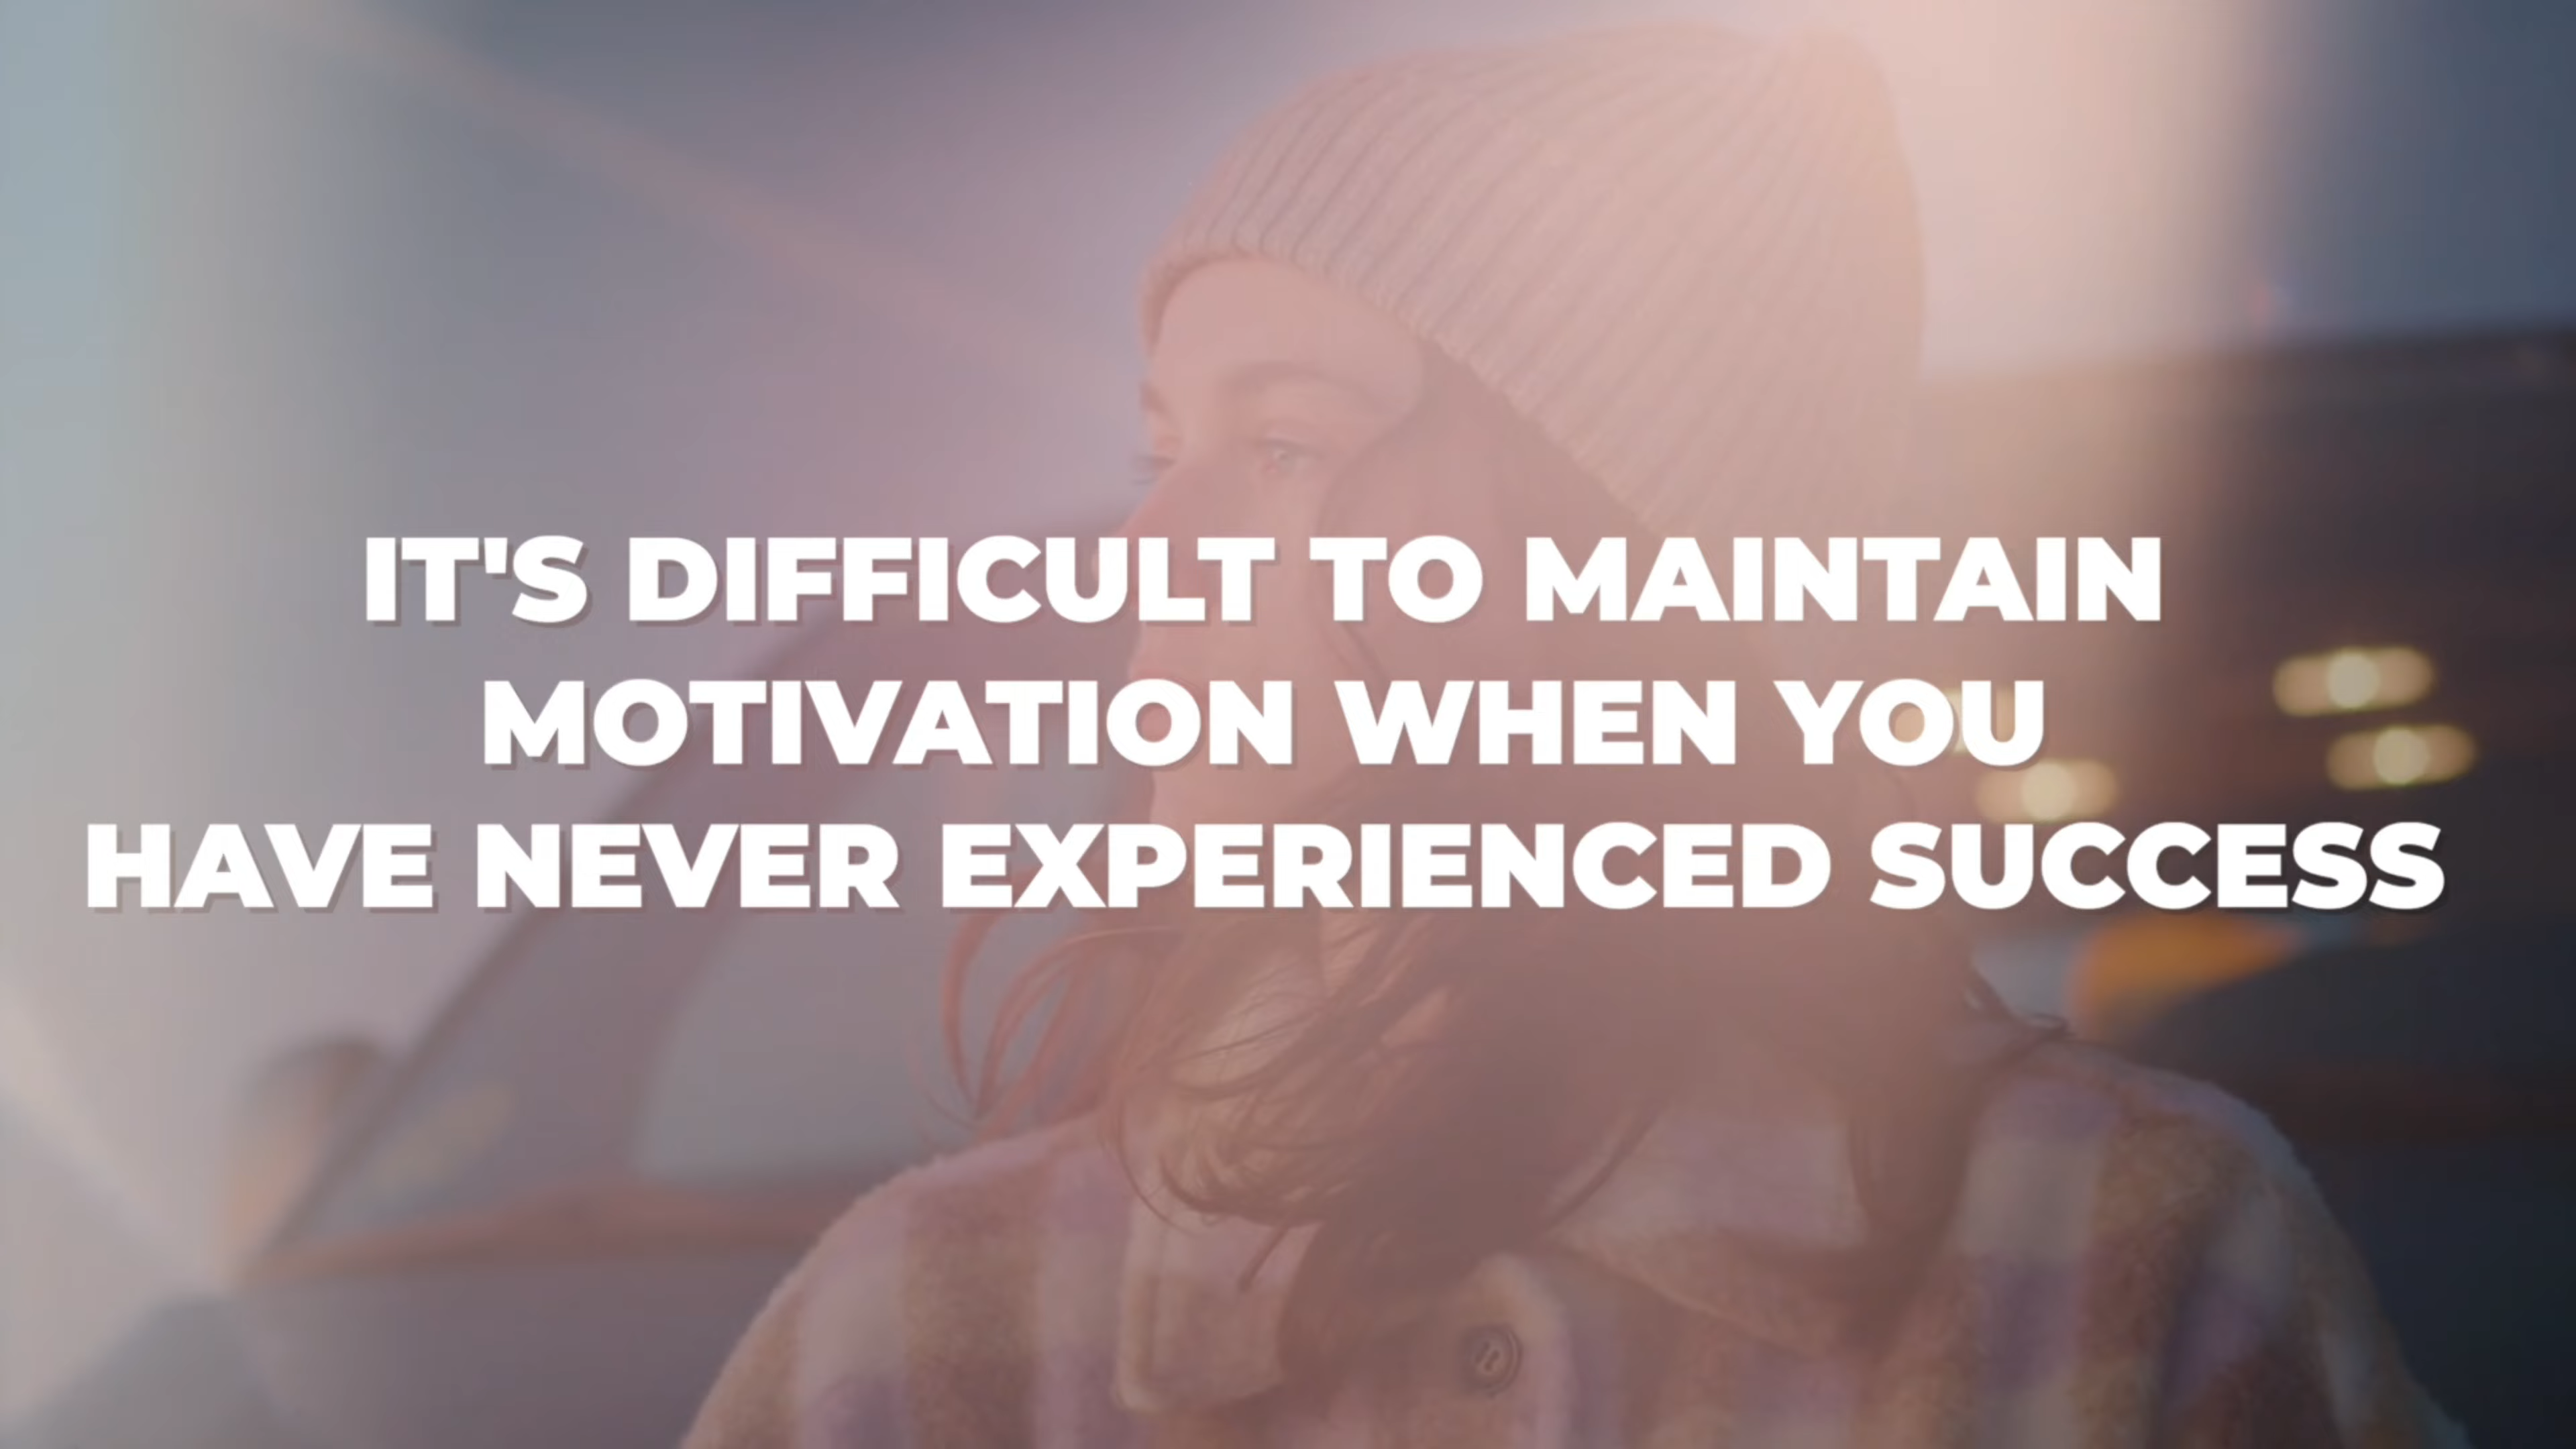 IT'S DIFFICULT TO MAINTAIN
MOTIVATION WHEN YOU
HAVE NEVER EXPERIENCED SUCCESS